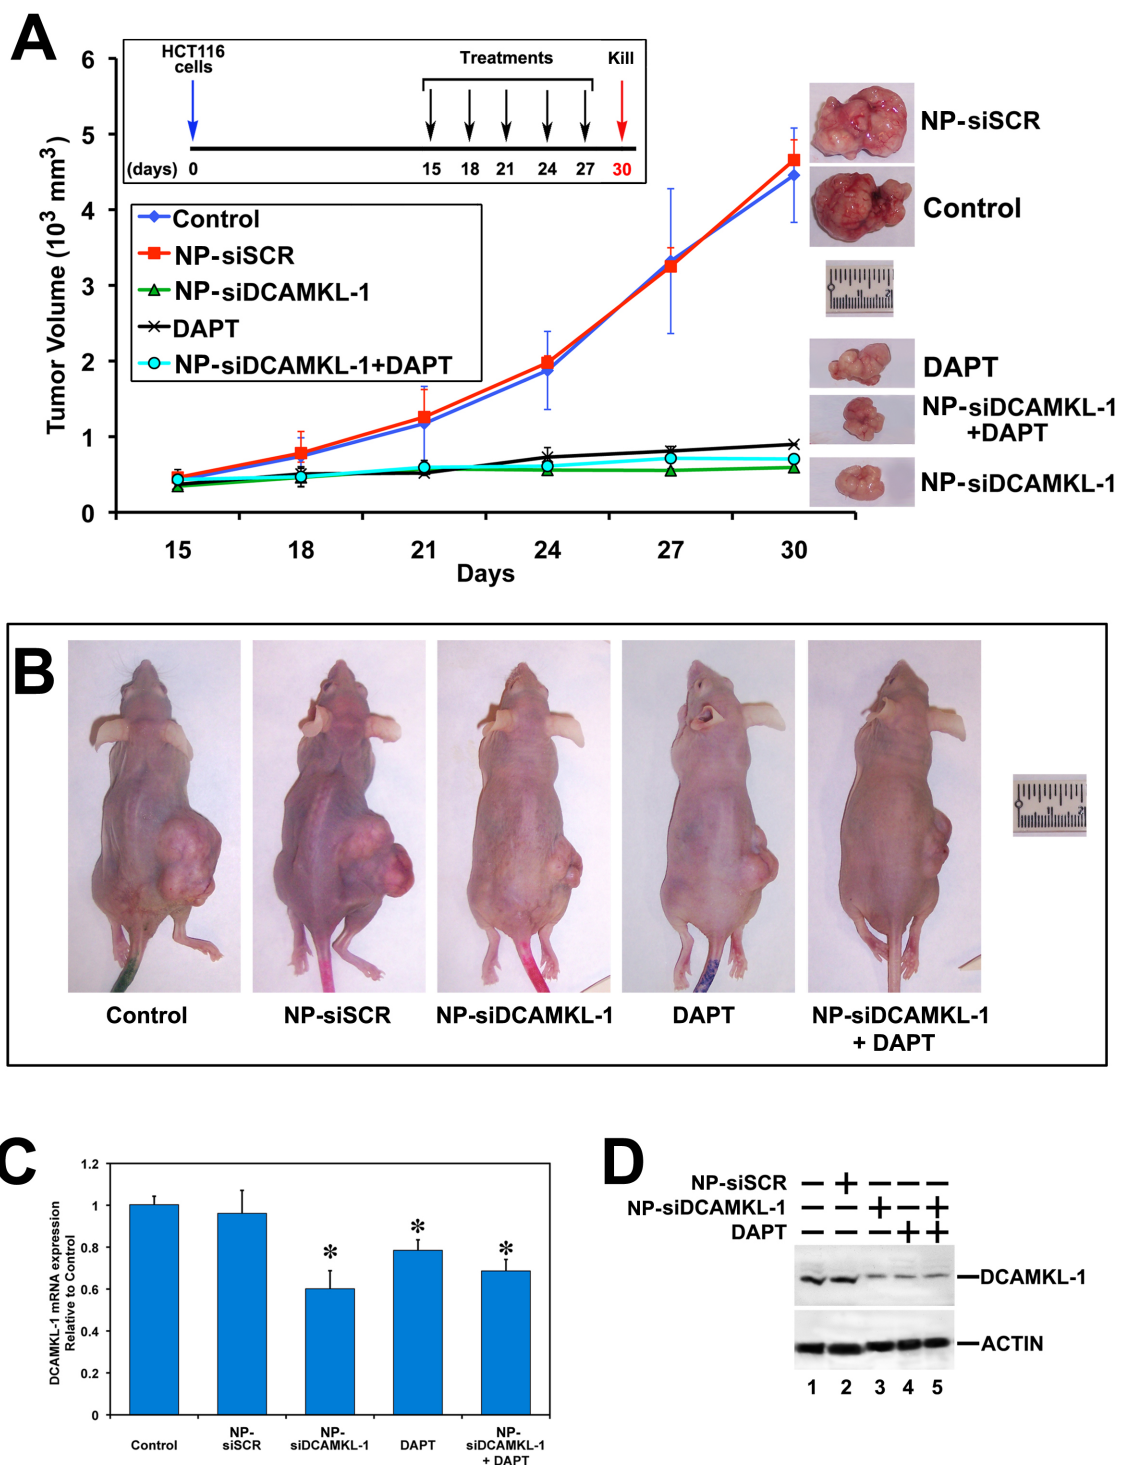 A
6
5
4
3
2
1
0
Tumor Volume (10³ mm³)
HCT116
cells
Treatments
Kill
(days) 0 15 18 21 24 27 30
Control
NP-siSCR
NP-siDCAMKL-1
DAPT
NP-siDCAMKL-1+DAPT
15 18 21 24 27 30
Days
NP-siSCR
Control
DAPT
NP-siDCAMKL-1
+DAPT
NP-siDCAMKL-1
B
Control
NP-siSCR
NP-siDCAMKL-1
DAPT
NP-siDCAMKL-1
+ DAPT
C
DCAMKL-1 mRNA expression
Relative to Control
1.2
1
0.8
0.6
0.4
0.2
0
* * *
Control
NP-
siSCR
NP-
siDCAMKL-1
DAPT
NP-
siDCAMKL-1
+ DAPT
D
NP-siSCR — + — — —
NP-siDCAMKL-1 — — + — +
DAPT — — — + +
DCAMKL-1
ACTIN
1 2 3 4 5